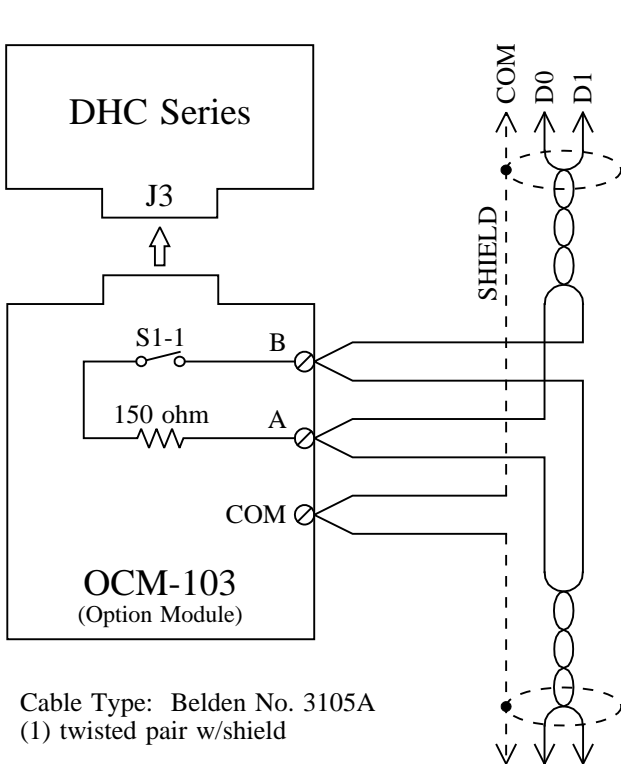 COM
D0
D1
DHC Series
J3
SHIELD
S1-1
B
150 ohm
A
COM
OCM-103
(Option Module)
Cable Type: Belden No. 3105A
(1) twisted pair w/shield